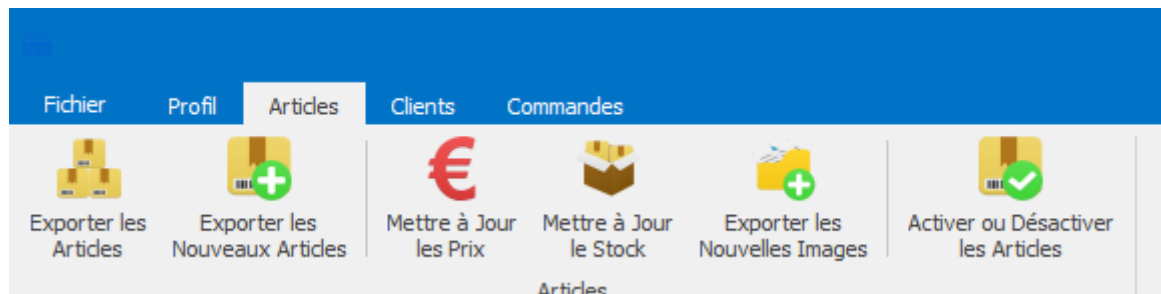 Fichier Profil Articles Clients Commandes
Exporter les Exporter les Mettre à Jour Mettre à Jour Exporter les Activer ou Désactiver
Articles Nouveaux Articles les Prix le Stock Nouvelles Images les Articles
Articles